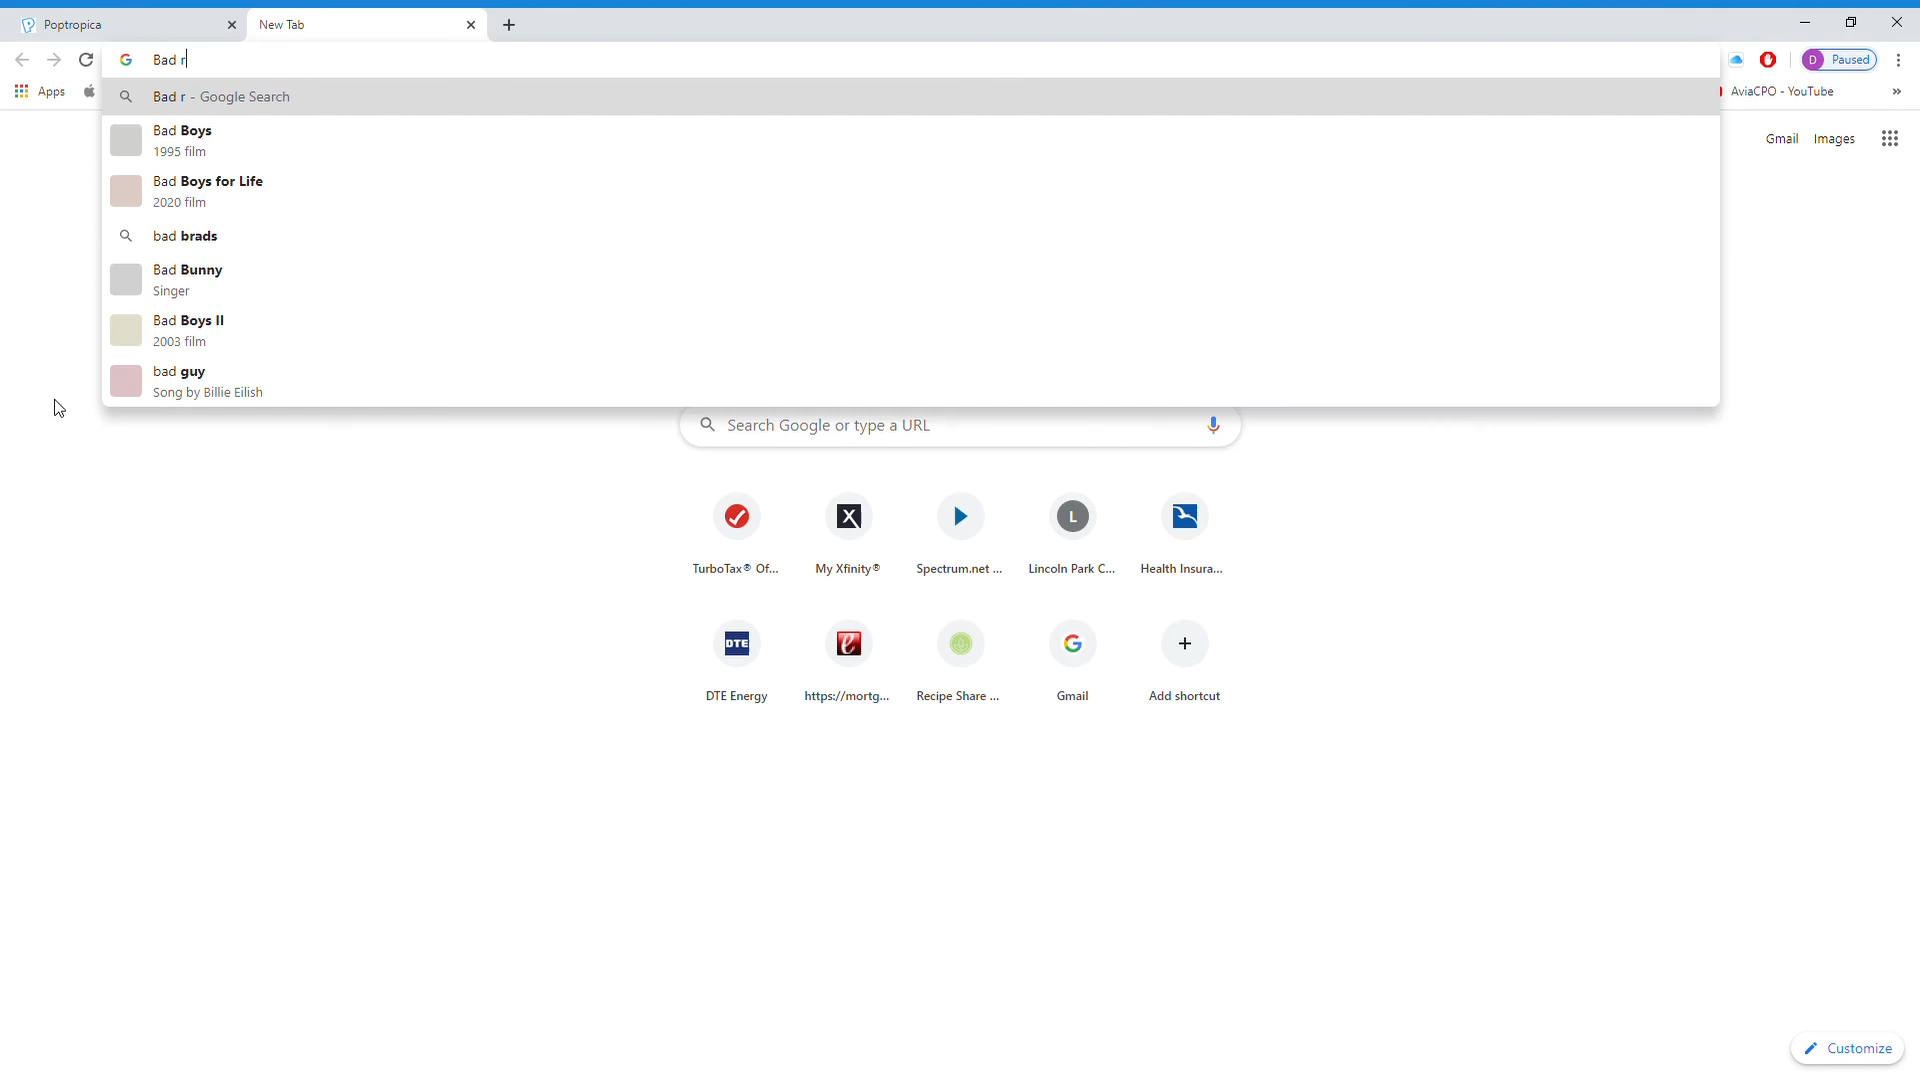 Poptropica
New Tab
Bad r
D Paused
Apps
AviaCPO - YouTube
»
Bad r - Google Search
Bad Boys
1995 film
Bad Boys for Life
2020 film
bad brads
Bad Bunny
Singer
Bad Boys II
2003 film
bad guy
Song by Billie Eilish
Gmail Images
Search Google or type a URL
X
L
TurboTax® Of...
My Xfinity®
Spectrum.net ...
Lincoln Park C...
Health Insura...
DTE
e
DTE Energy
https://mortg...
Recipe Share ...
Gmail
Add shortcut
Customize